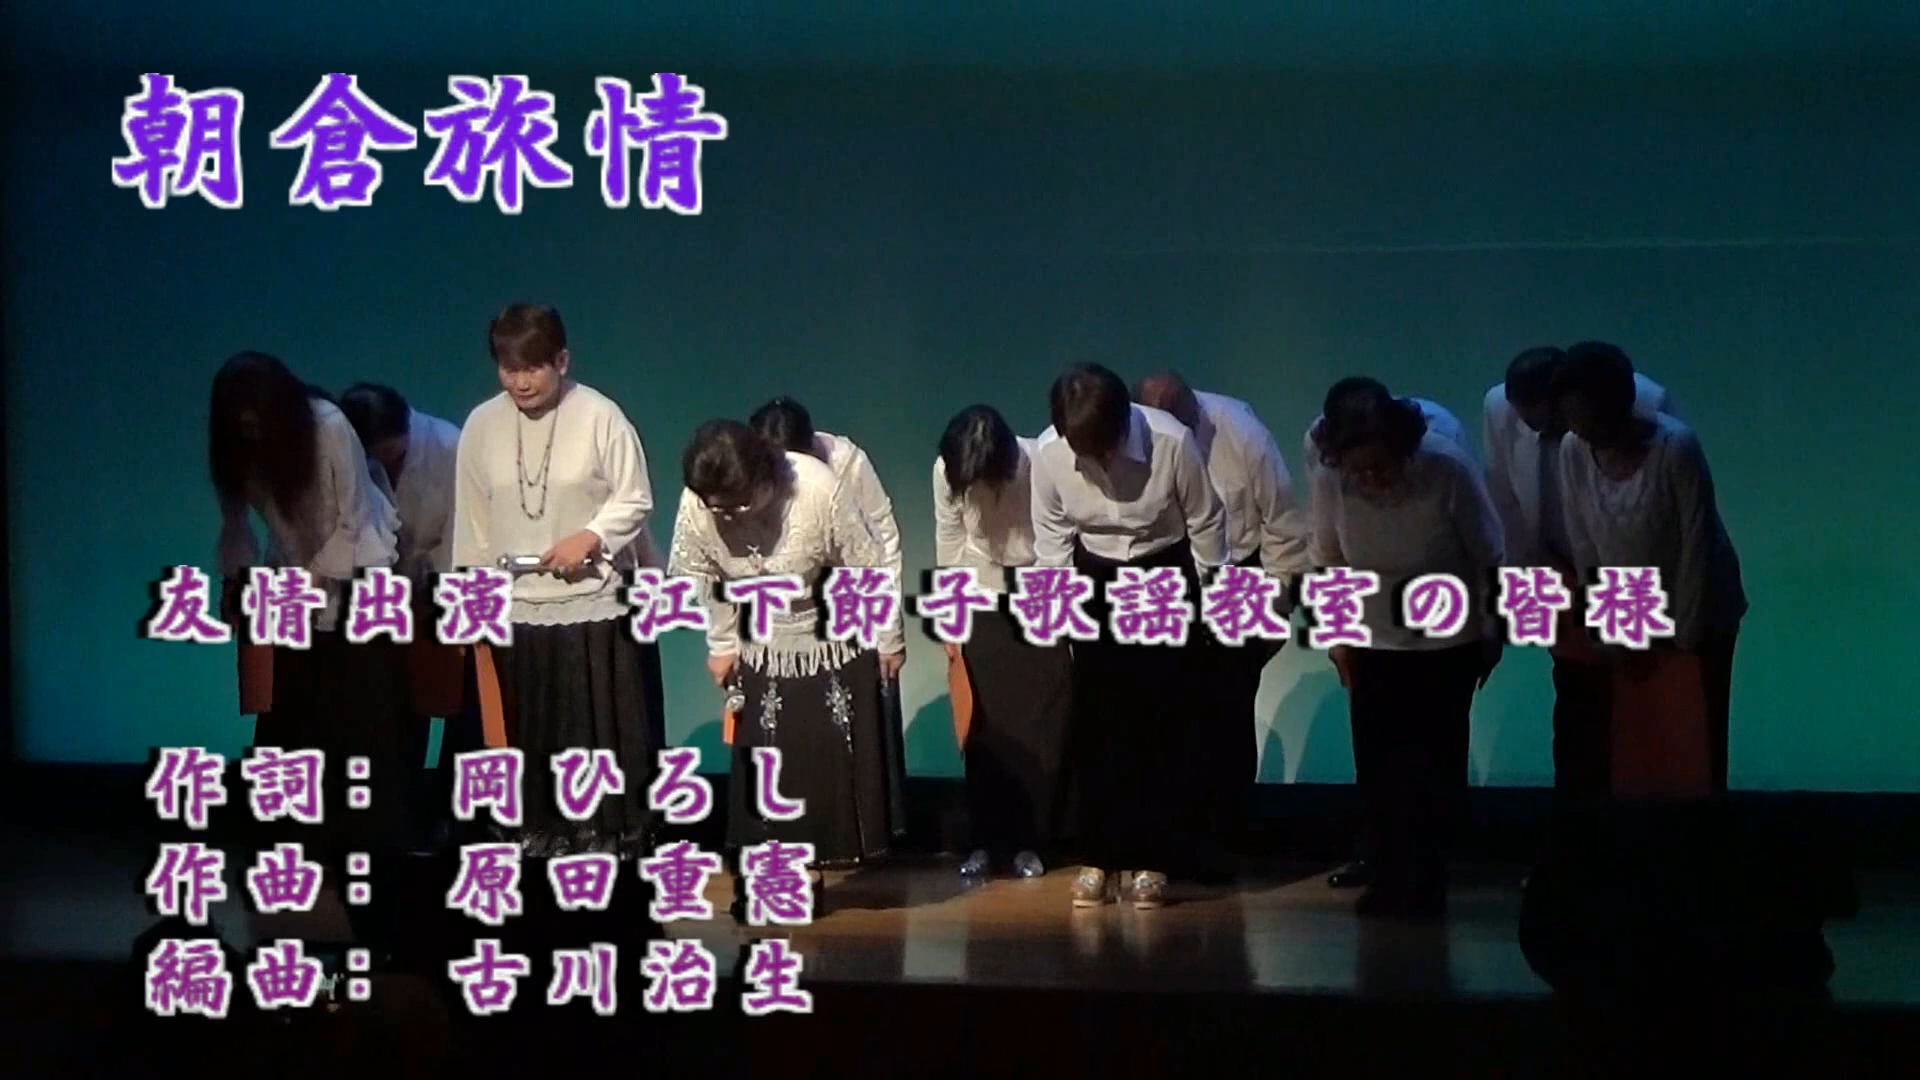 朝倉旅情
友情出演　江下節子歌謡教室の皆様
作詞：岡ひろし
作曲：原田重憲
編曲：古川治生